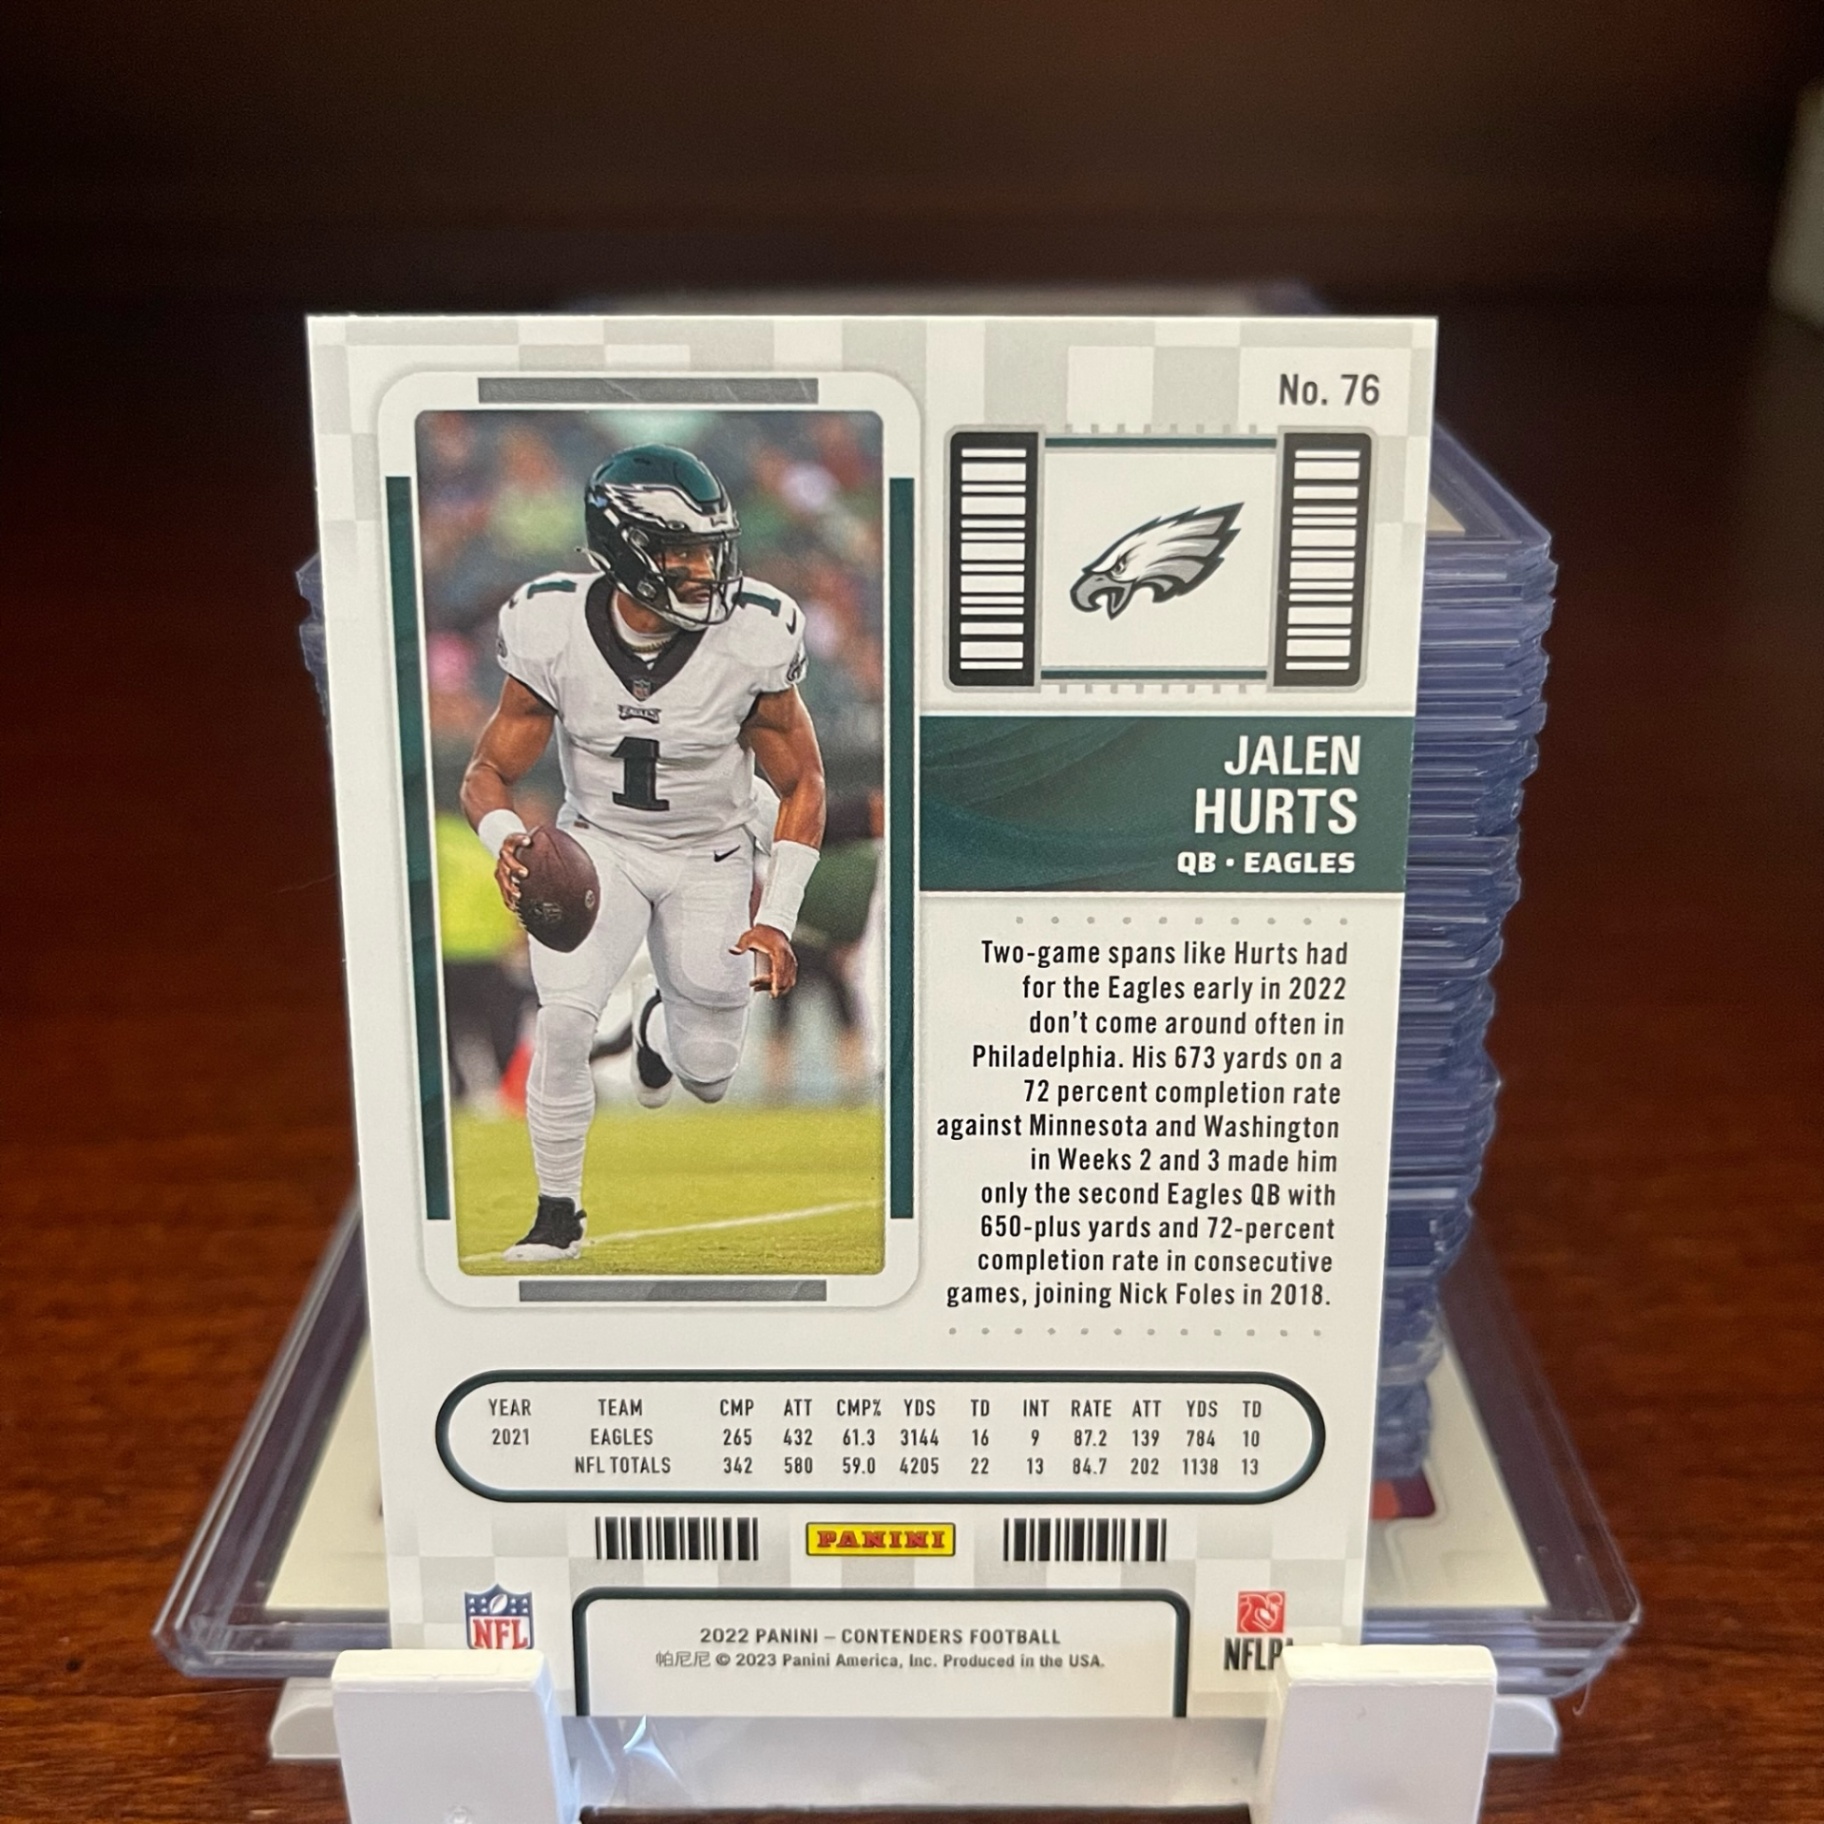 No. 76
1
1
1
EAGLES
JALEN
HURTS
QB • EAGLES
Two-game spans like Hurts had
for the Eagles early in 2022
don't come around often in
Philadelphia. His 673 yards on a
72 percent completion rate
against Minnesota and Washington
in Weeks 2 and 3 made him
only the second Eagles QB with
650-plus yards and 72-percent
completion rate in consecutive
games, joining Nick Foles in 2018.
YEAR TEAM CMP ATT CMP% YDS TD INT RATE ATT YDS TD
2021 EAGLES 265 432 61.3 3144 16 9 87.2 139 784 10
NFL TOTALS 342 580 59.0 4205 22 13 84.7 202 1138 13
PANINI
NFL
2022 PANINI – CONTENDERS FOOTBALL
帕尼尼 © 2023 Panini America, Inc. Produced in the USA.
NFLPA